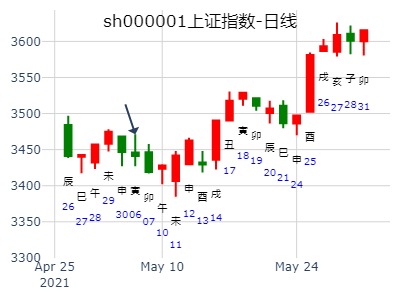 sh000001上证指数-日线
3600
3550
3500
3450
3400
3350
3300
辰
26
巳
27
午
28
未
29
申
30
寅
06
卯
07
午
10
未
11
申
12
酉
13
戌
14
丑
17
寅
18
卯
19
辰
20
巳
21
申
24
酉
25
戌
26
亥
27
子
28
卯
31
Apr 25
2021
May 10
May 24